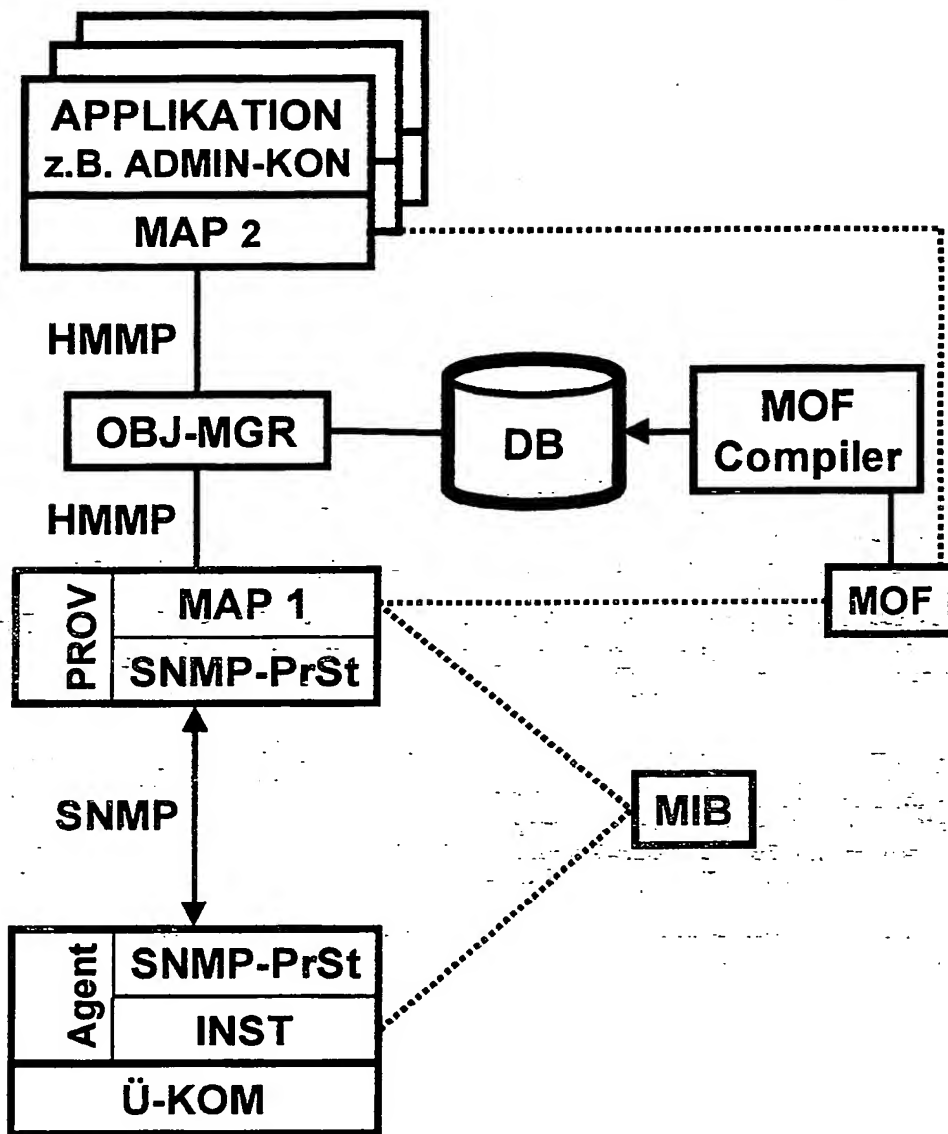 APPLIKATION
z.B. ADMIN-KON
MAP 2
HMMP
OBJ-MGR
DB
MOF
Compiler
HMMP
PROV
MAP 1
SNMP-PrSt
MOF
SNMP
MIB
Agent
SNMP-PrSt
INST
Ü-KOM